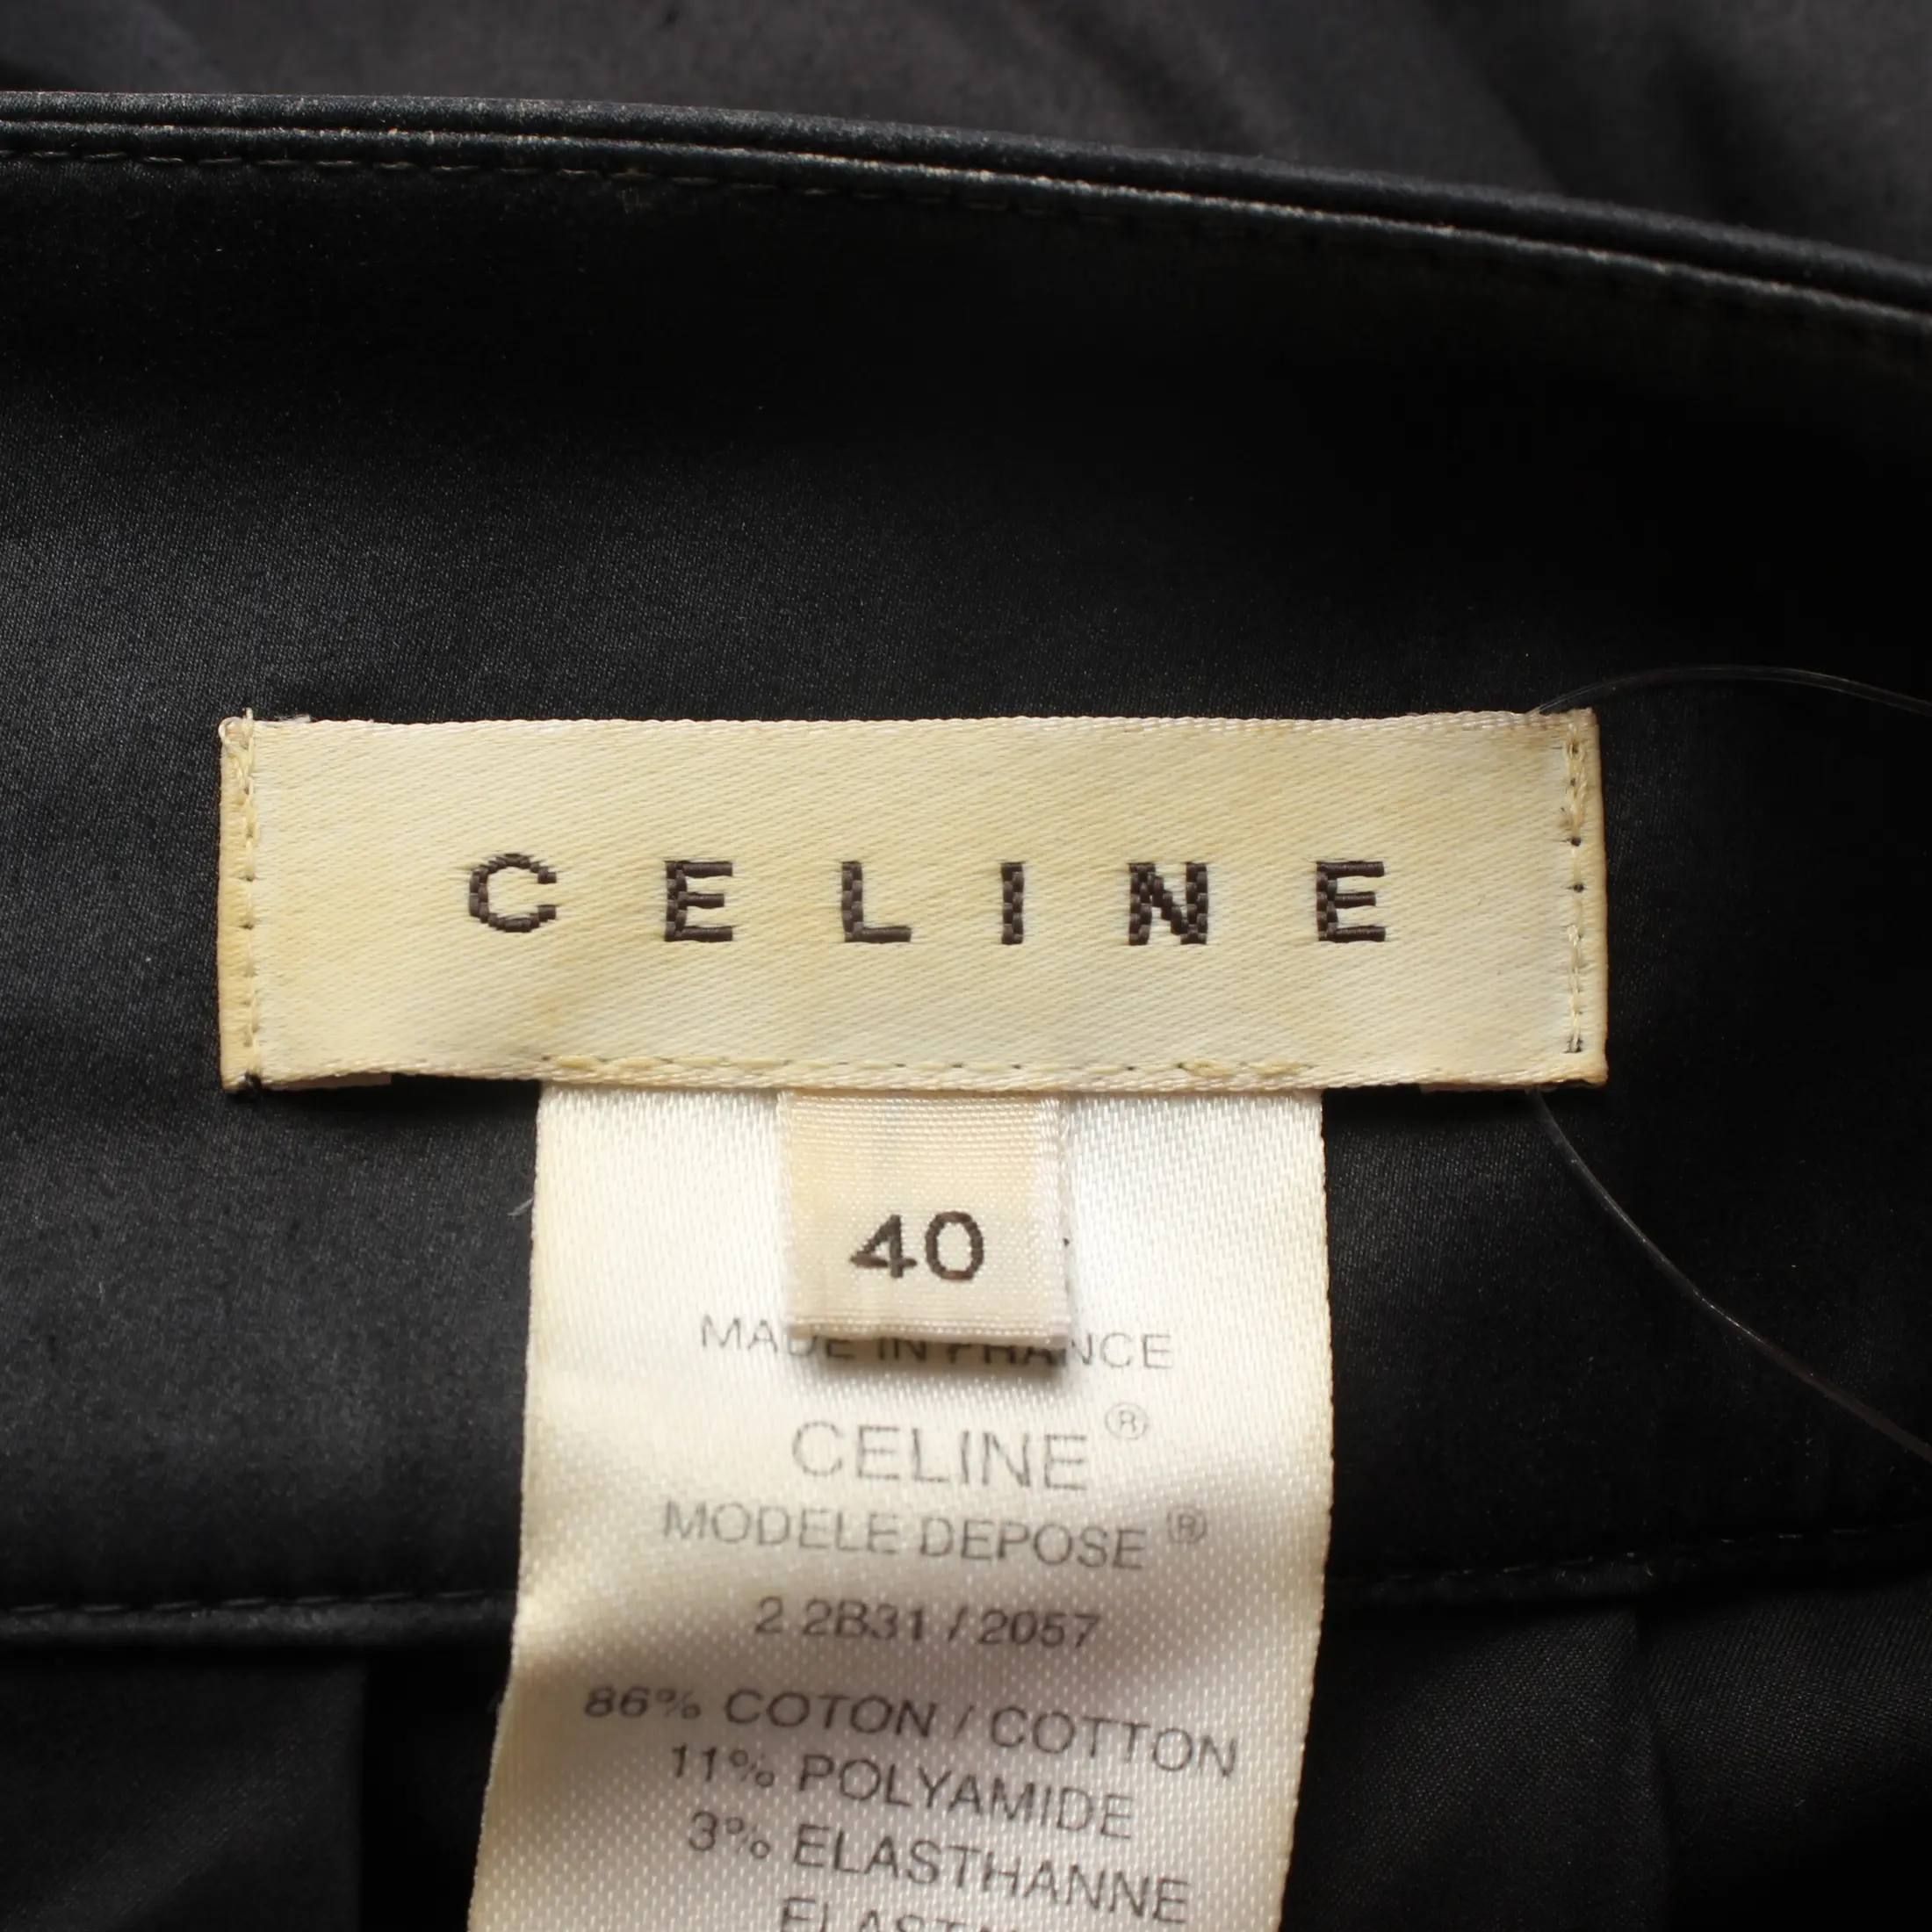 CELINE
40
MADE IN FRANCE
CELINE®
MODELE DEPOSE®
2 2B31 / 2057
86% COTON / COTTON
11% POLYAMIDE
3% ELASTHANNE